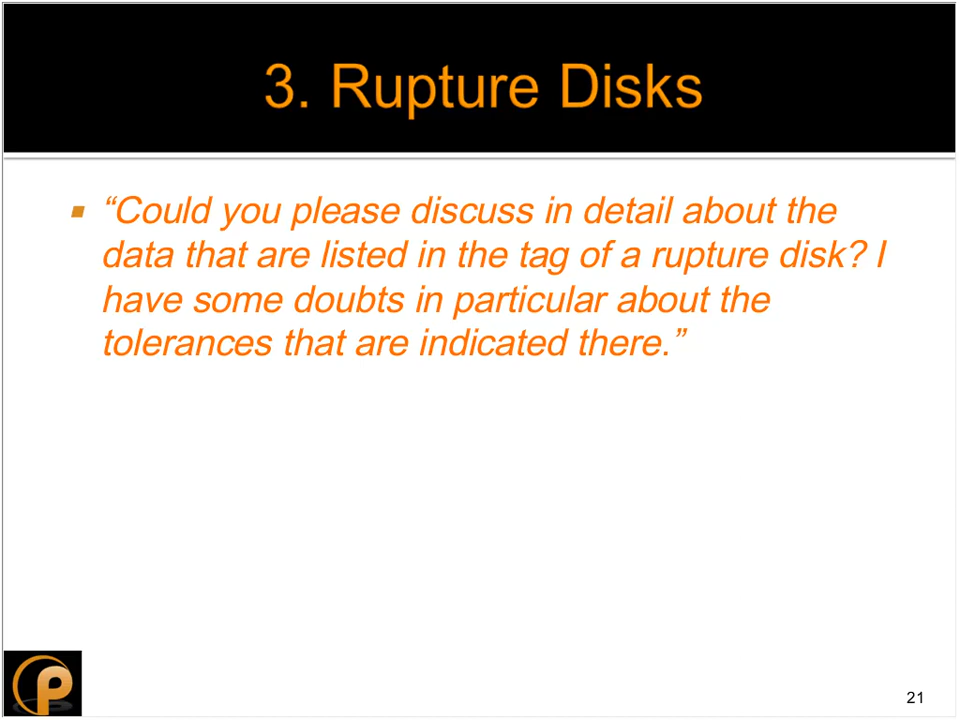 3. Rupture Disks
▪ “Could you please discuss in detail about the
data that are listed in the tag of a rupture disk? I
have some doubts in particular about the
tolerances that are indicated there.”
P
21